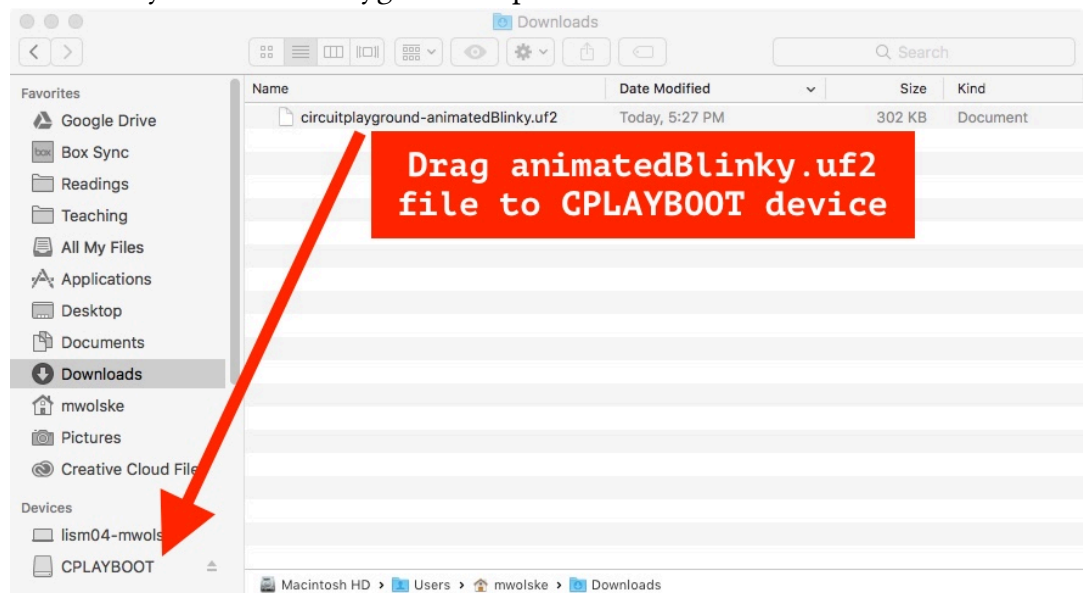 Downloads
Search
Favorites
Name Date Modified Size Kind
Google Drive
circuitplayground-animatedBlinky.uf2 Today, 5:27 PM 302 KB Document
box Box Sync
Drag animatedBlinky.uf2
file to CPLAYBOOT device
Readings
Teaching
All My Files
Applications
Desktop
Documents
Downloads
mwolske
Pictures
Creative Cloud File
Devices
lism04-mwols
CPLAYBOOT
Macintosh HD › Users › mwolske › Downloads